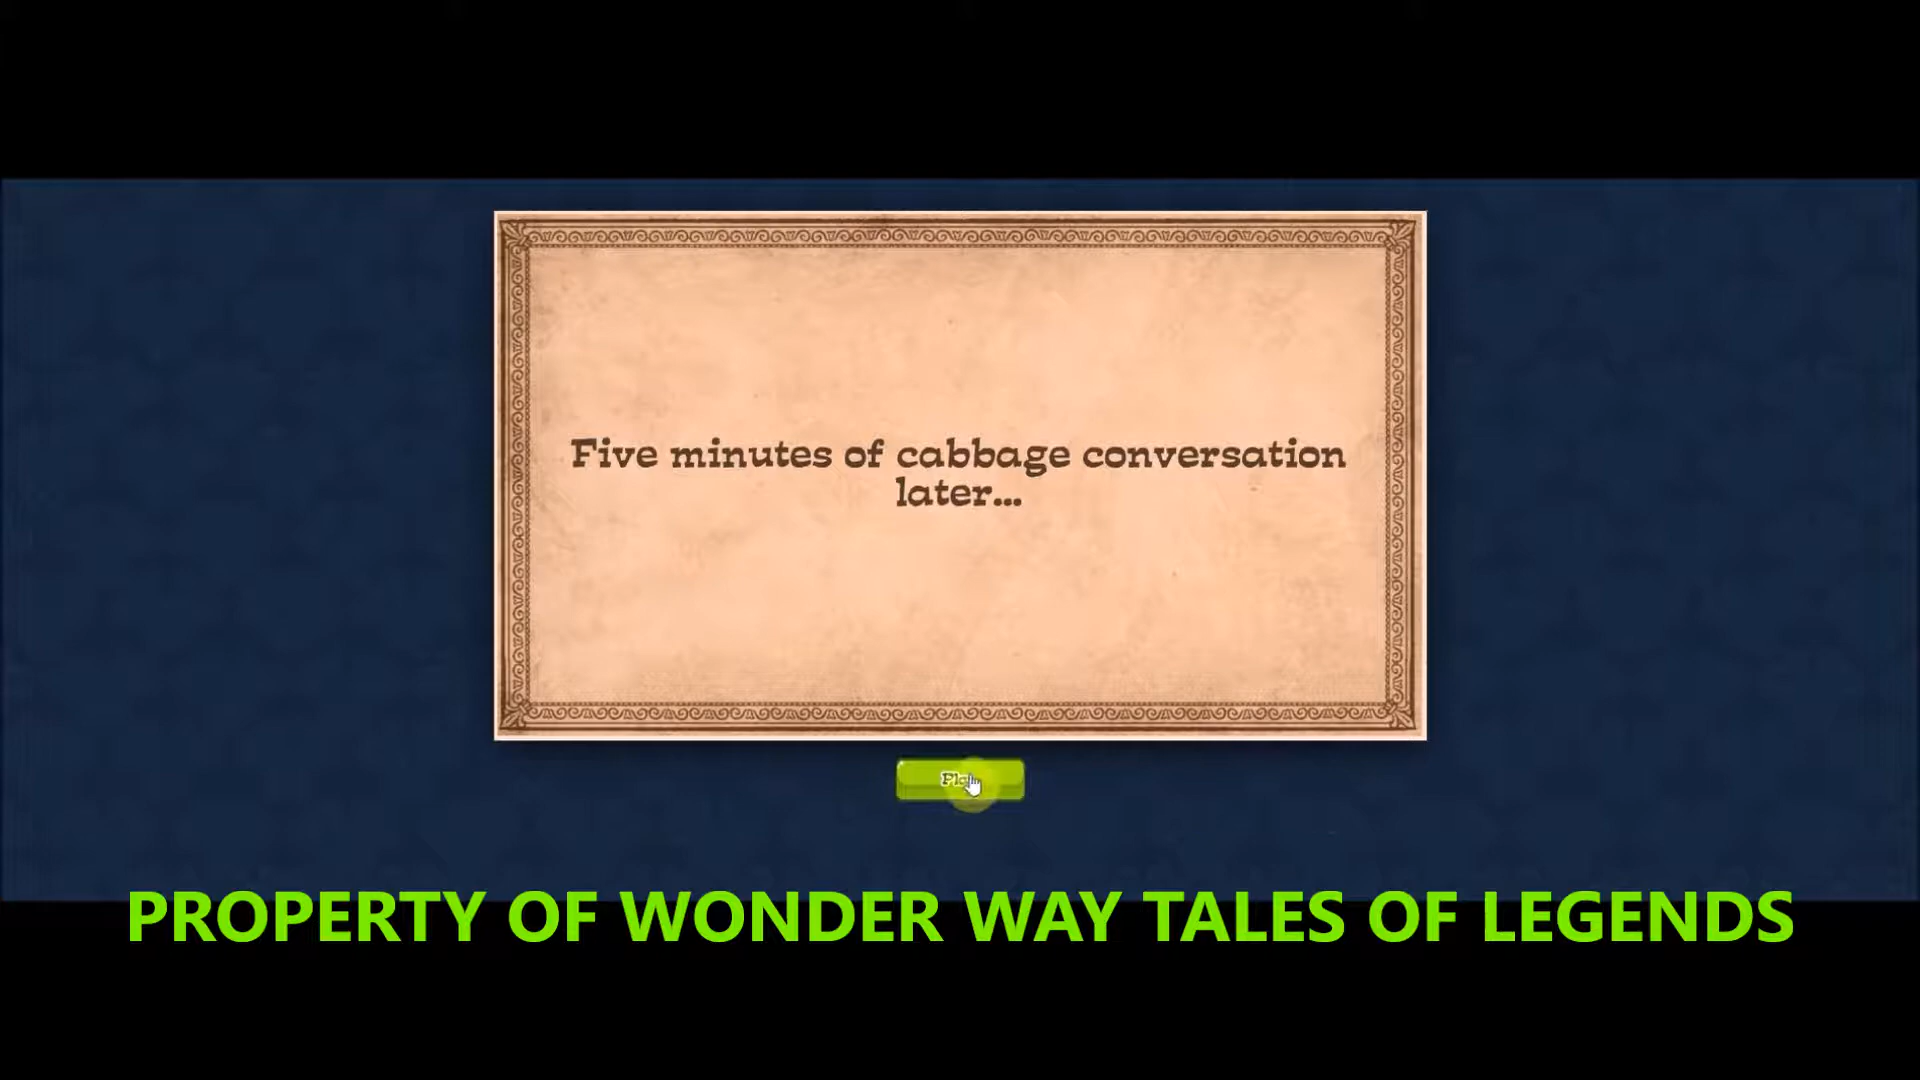 Five minutes of cabbage conversation
later...
PROPERTY OF WONDER WAY TALES OF LEGENDS